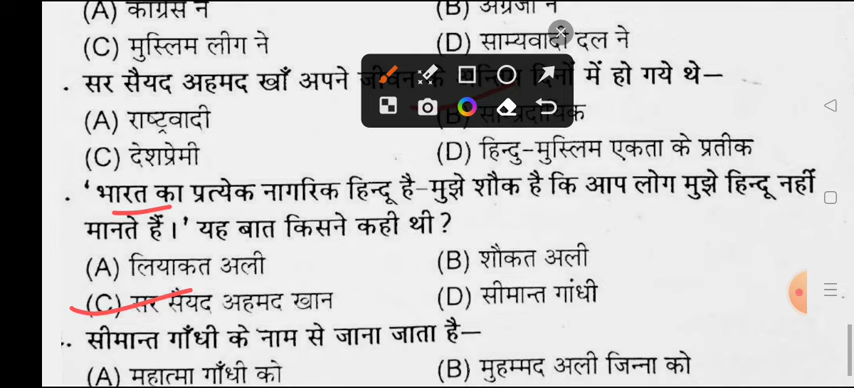 (A) काँग्रेस ने (B) अंग्रेजों ने
(C) मुस्लिम लीग ने (D) साम्यवादी दल ने
. सर सैयद अहमद खाँ अपने जीवन के दिनों में हो गये थे–
(A) राष्ट्रवादी (B)
(C) देशप्रेमी (D) हिन्दु-मुस्लिम एकता के प्रतीक
. 'भारत का प्रत्येक नागरिक हिन्दू है-मुझे शौक है कि आप लोग मुझे हिन्दू नहीं
मानते हैं।' यह बात किसने कही थी?
(A) लियाकत अली (B) शौकत अली
(C) सर सैयद अहमद खान (D) सीमान्त गांधी
. सीमान्त गाँधी के नाम से जाना जाता है–
(A) महात्मा गाँधी को (B) मुहम्मद अली जिन्ना को